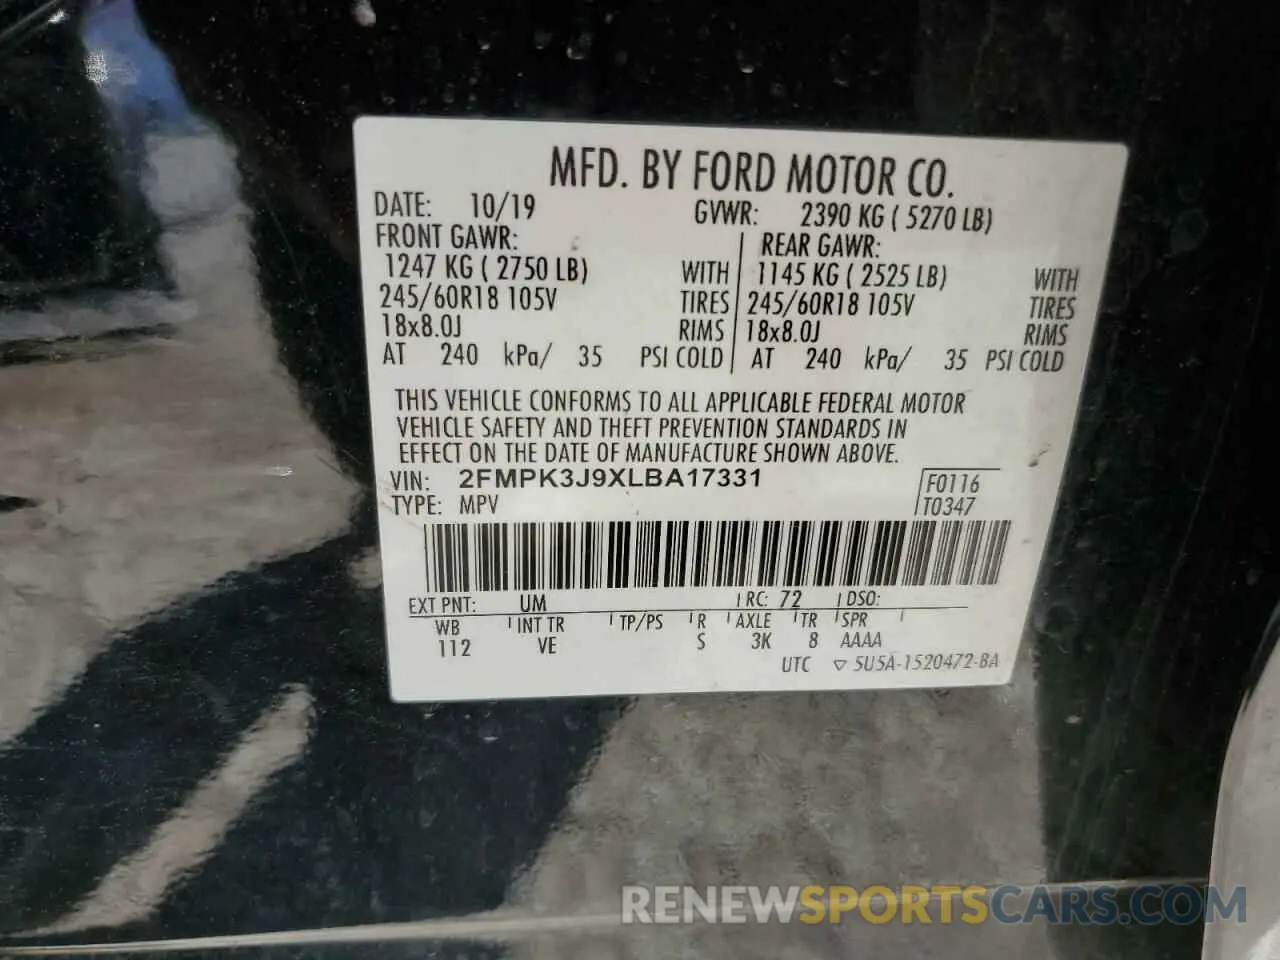 MFD. BY FORD MOTOR CO.
DATE: 10/19 GVWR: 2390 KG ( 5270 LB)
FRONT GAWR: REAR GAWR:
1247 KG ( 2750 LB) WITH 1145 KG ( 2525 LB) WITH
245/60R18 105V TIRES 245/60R18 105V TIRES
18x8.0J RIMS 18x8.0J RIMS
AT 240 kPa/ 35 PSI COLD AT 240 kPa/ 35 PSI COLD
THIS VEHICLE CONFORMS TO ALL APPLICABLE FEDERAL MOTOR
VEHICLE SAFETY AND THEFT PREVENTION STANDARDS IN
EFFECT ON THE DATE OF MANUFACTURE SHOWN ABOVE.
VIN: 2FMPK3J9XLBA17331 F0116
TYPE: MPV T0347
EXT PNT: UM RC: 72 DSO:
WB INT TR TP/PS R AXLE TR SPR
112 VE S 3K 8 AAAA
UTC ▽ 5U5A-1520472-BA
RENEWSPORTSCARS.COM